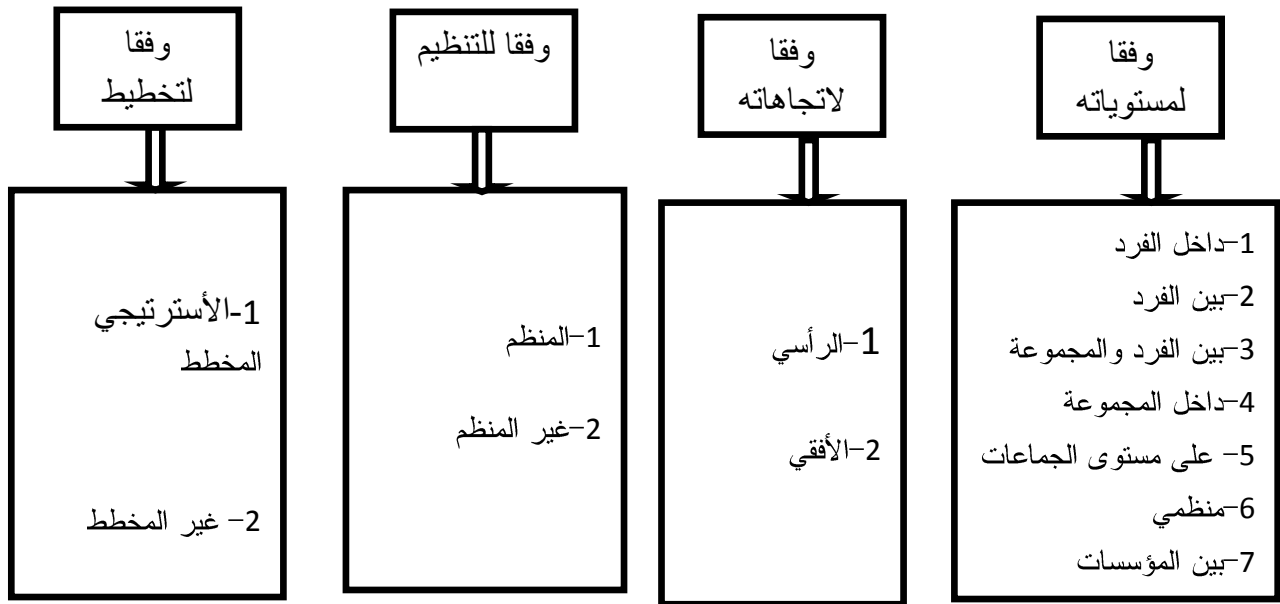 وفقا
لمستوياته
1-داخل الفرد
2-بين الفرد
3-بين الفرد والمجموعة
4-داخل المجموعة
5- على مستوى الجماعات
6-منظمي
7-بين المؤسسات
وفقا
لاتجاهاته
1-الرأسي
2-الأفقي
وفقا للتنظيم
1-المنظم
2-غير المنظم
وفقا
لتخطيط
1-الأسترتيجي
المخطط
2- غير المخطط